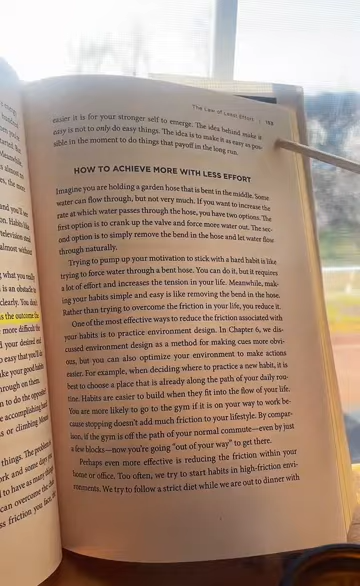 The Law of Least Effort | 153
easier it is for your stronger self to emerge. The idea behind make it
easy is not to only do easy things. The idea is to make it as easy as pos-
sible in the moment to do things that payoff in the long run.
HOW TO ACHIEVE MORE WITH LESS EFFORT
Imagine you are holding a garden hose that is bent in the middle. Some
water can flow through, but not very much. If you want to increase the
rate at which water passes through the hose, you have two options. The
first option is to crank up the valve and force more water out. The sec-
ond option is to simply remove the bend in the hose and let water flow
through naturally.
Trying to pump up your motivation to stick with a hard habit is like
trying to force water through a bent hose. You can do it, but it requires
a lot of effort and increases the tension in your life. Meanwhile, mak-
ing your habits simple and easy is like removing the bend in the hose.
Rather than trying to overcome the friction in your life, you reduce it.
One of the most effective ways to reduce the friction associated with
your habits is to practice environment design. In Chapter 6, we dis-
cussed environment design as a method for making cues more obvi-
ous, but you can also optimize your environment to make actions
easier. For example, when deciding where to practice a new habit, it is
best to choose a place that is already along the path of your daily rou-
tine. Habits are easier to build when they fit into the flow of your life.
You are more likely to go to the gym if it is on your way to work be-
cause stopping doesn't add much friction to your lifestyle. By compar-
ison, if the gym is off the path of your normal commute—even by just
a few blocks—now you're going "out of your way" to get there.
Perhaps even more effective is reducing the friction within your
home or office. Too often, we try to start habits in high-friction envi-
ronments. We try to follow a strict diet while we are out to dinner with